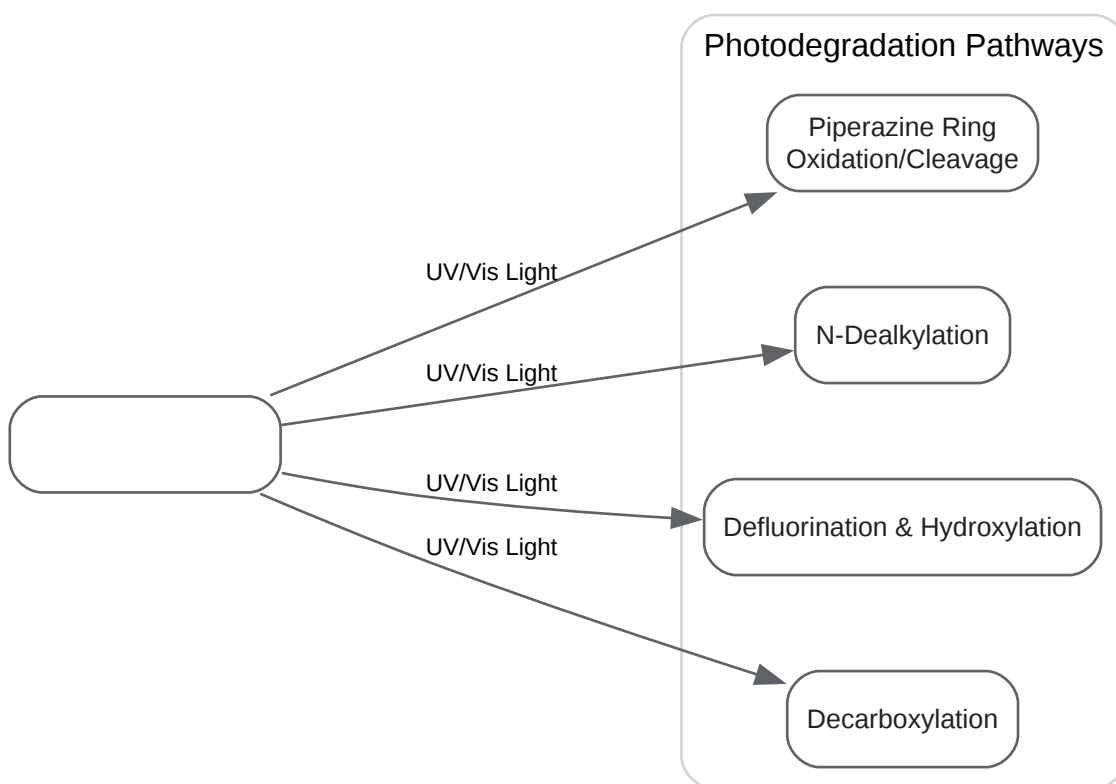 Photodegradation Pathways
Piperazine Ring
Oxidation/Cleavage
UV/Vis Light
N-Dealkylation
UV/Vis Light
UV/Vis Light
Defluorination & Hydroxylation
UV/Vis Light
Decarboxylation